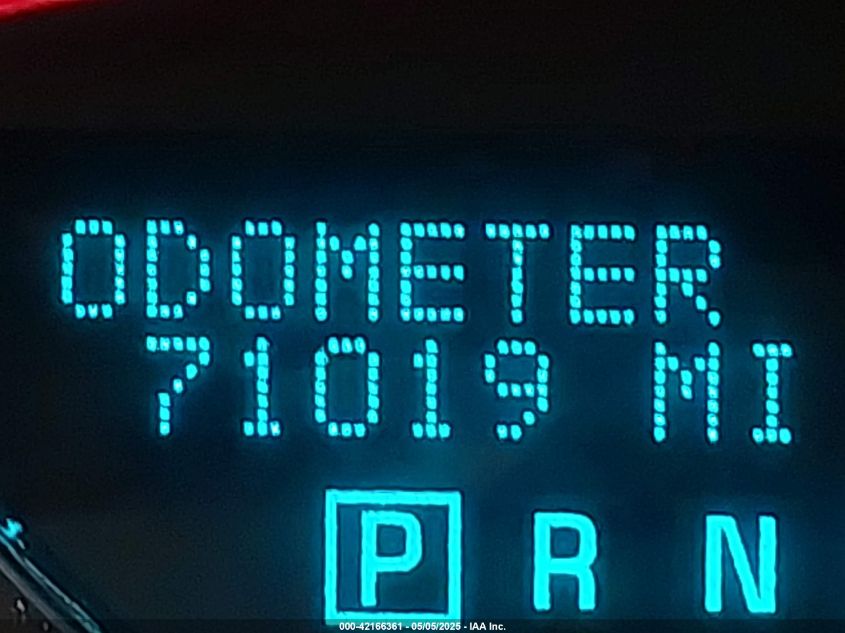 ODOMETER
71019 MI
P R N
000-42166361 - 05/05/2025 - IAA Inc.